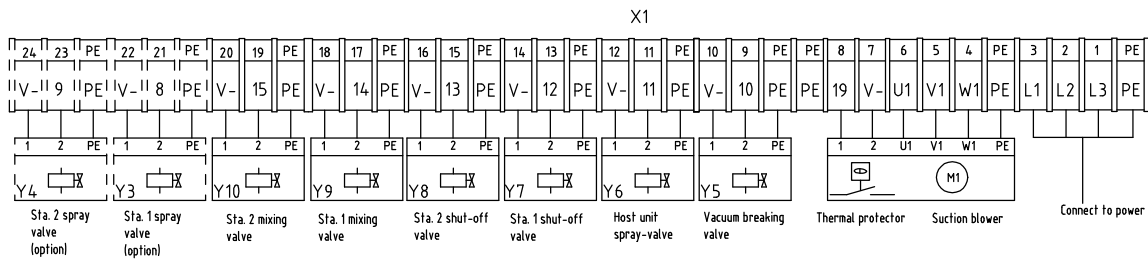 X1
24 23 PE 22 21 PE 20 19 PE 18 17 PE 16 15 PE 14 13 PE 12 11 PE 10 9 PE 8 7 6 5 4 PE 3 2 1
V- 9 PE V- 8 PE V- 15 PE V- 14 PE V- 13 PE V- 12 PE V- 11 PE V- 10 PE PE 19 V- U1 V1 W1 PE L1 L2 L3 PE
1 2 PE 1 2 PE 1 2 PE 1 2 PE 1 2 PE 1 2 PE 1 2 PE 1 2 PE 1 2 U1 V1 W1 PE
Y4 Y3 Y10 Y9 Y8 Y7 Y6 Y5 M1
Sta. 2 spray
valve
(option)
Sta. 1 spray
valve
(option)
Sta. 2 mixing
valve
Sta. 1 mixing
valve
Sta. 2 shut-off
valve
Sta. 1 shut-off
valve
Host unit
spray-valve
Vacuum breaking
valve
Thermal protector
Suction blower
Connect to power